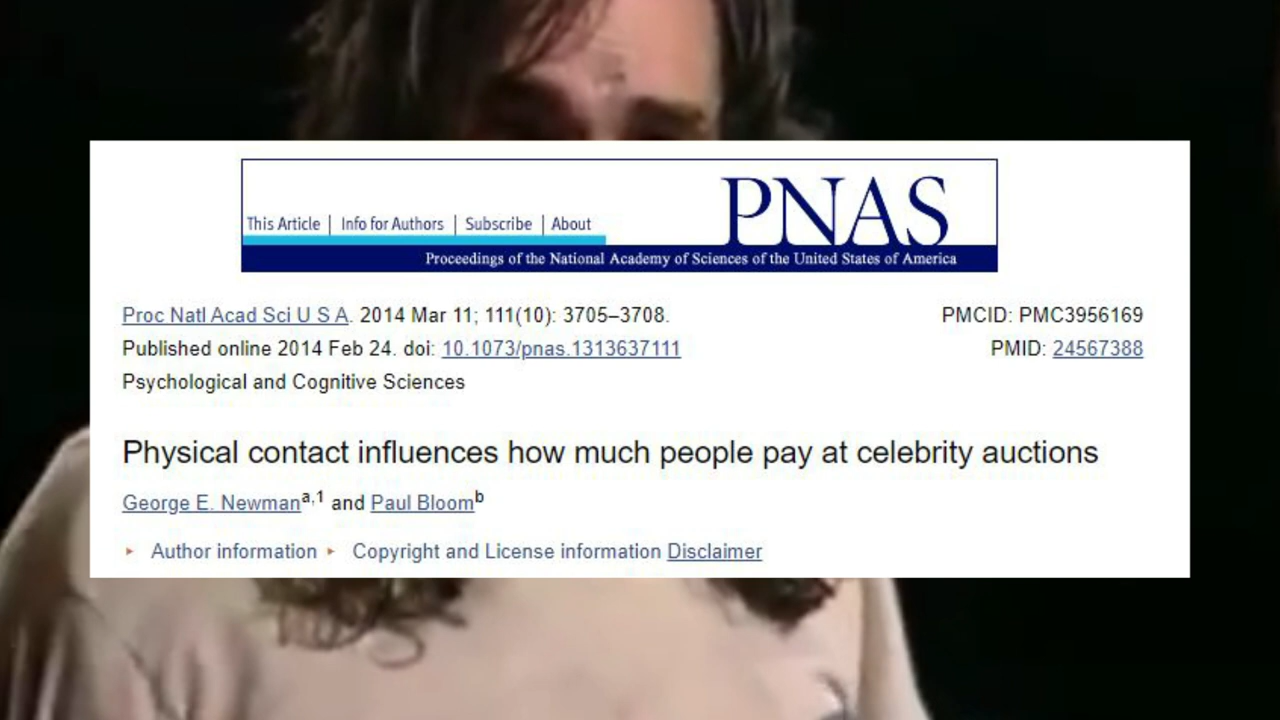 PNAS
This Article | Info for Authors | Subscribe | About
Proceedings of the National Academy of Sciences of the United States of America
Proc Natl Acad Sci U S A. 2014 Mar 11; 111(10): 3705–3708. PMCID: PMC3956169
Published online 2014 Feb 24. doi: 10.1073/pnas.1313637111 PMID: 24567388
Psychological and Cognitive Sciences
Physical contact influences how much people pay at celebrity auctions
George E. Newmana,1 and Paul Bloomb
▸ Author information ▸ Copyright and License information Disclaimer